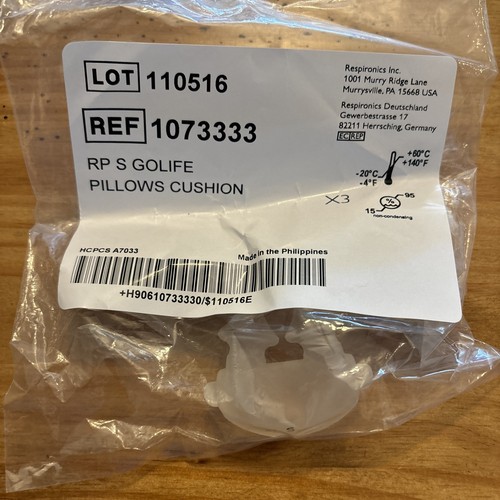 LOT 110516
REF 1073333
RP S GOLIFE
PILLOWS CUSHION
Respironics Inc.
1001 Murry Ridge Lane
Murrysville, PA 15668 USA
Respironics Deutschland
Gewerbestrasse 17
82211 Herrsching, Germany
EC REP
+60°C
+140°F
-20°C
-4°F
X3
95
%
15
non-condensing
HCPCS A7033
Made in the Philippines
+H90610733330/$110516E